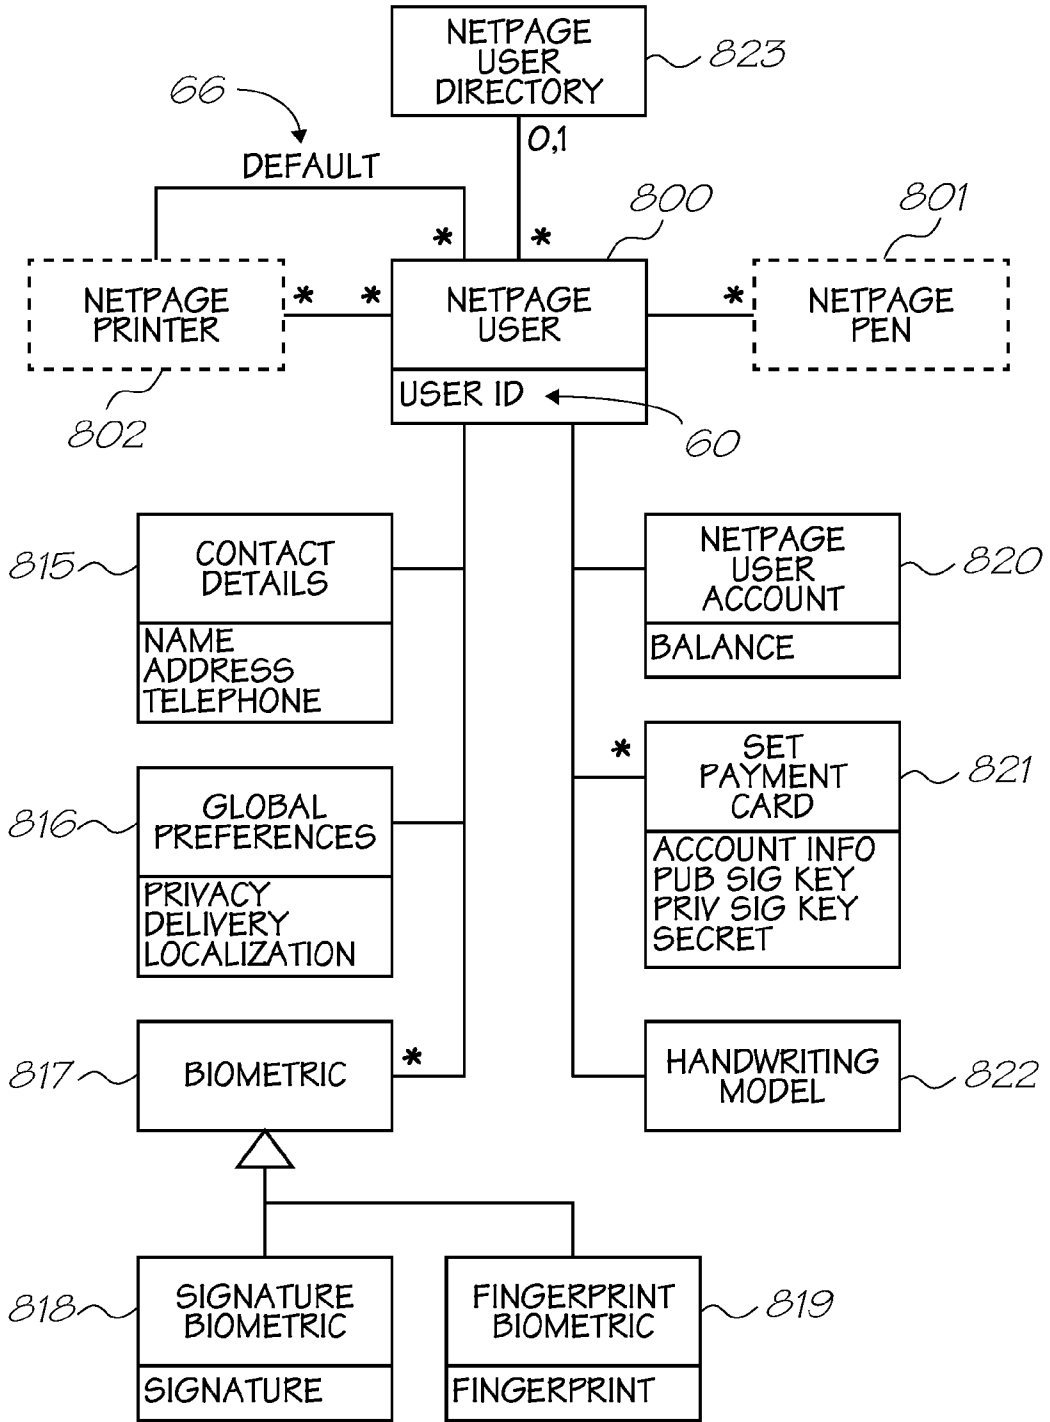 NETPAGE
USER
DIRECTORY
823
66
0,1
DEFAULT
800
801
*
*
NETPAGE
PRINTER
*
*
NETPAGE
USER
*
NETPAGE
PEN
USER ID
802
60
815
CONTACT
DETAILS
NAME
ADDRESS
TELEPHONE
NETPAGE
USER
ACCOUNT
820
BALANCE
816
GLOBAL
PREFERENCES
PRIVACY
DELIVERY
LOCALIZATION
*
SET
PAYMENT
CARD
821
ACCOUNT INFO
PUB SIG KEY
PRIV SIG KEY
SECRET
817
BIOMETRIC
*
HANDWRITING
MODEL
822
818
SIGNATURE
BIOMETRIC
SIGNATURE
FINGERPRINT
BIOMETRIC
819
FINGERPRINT